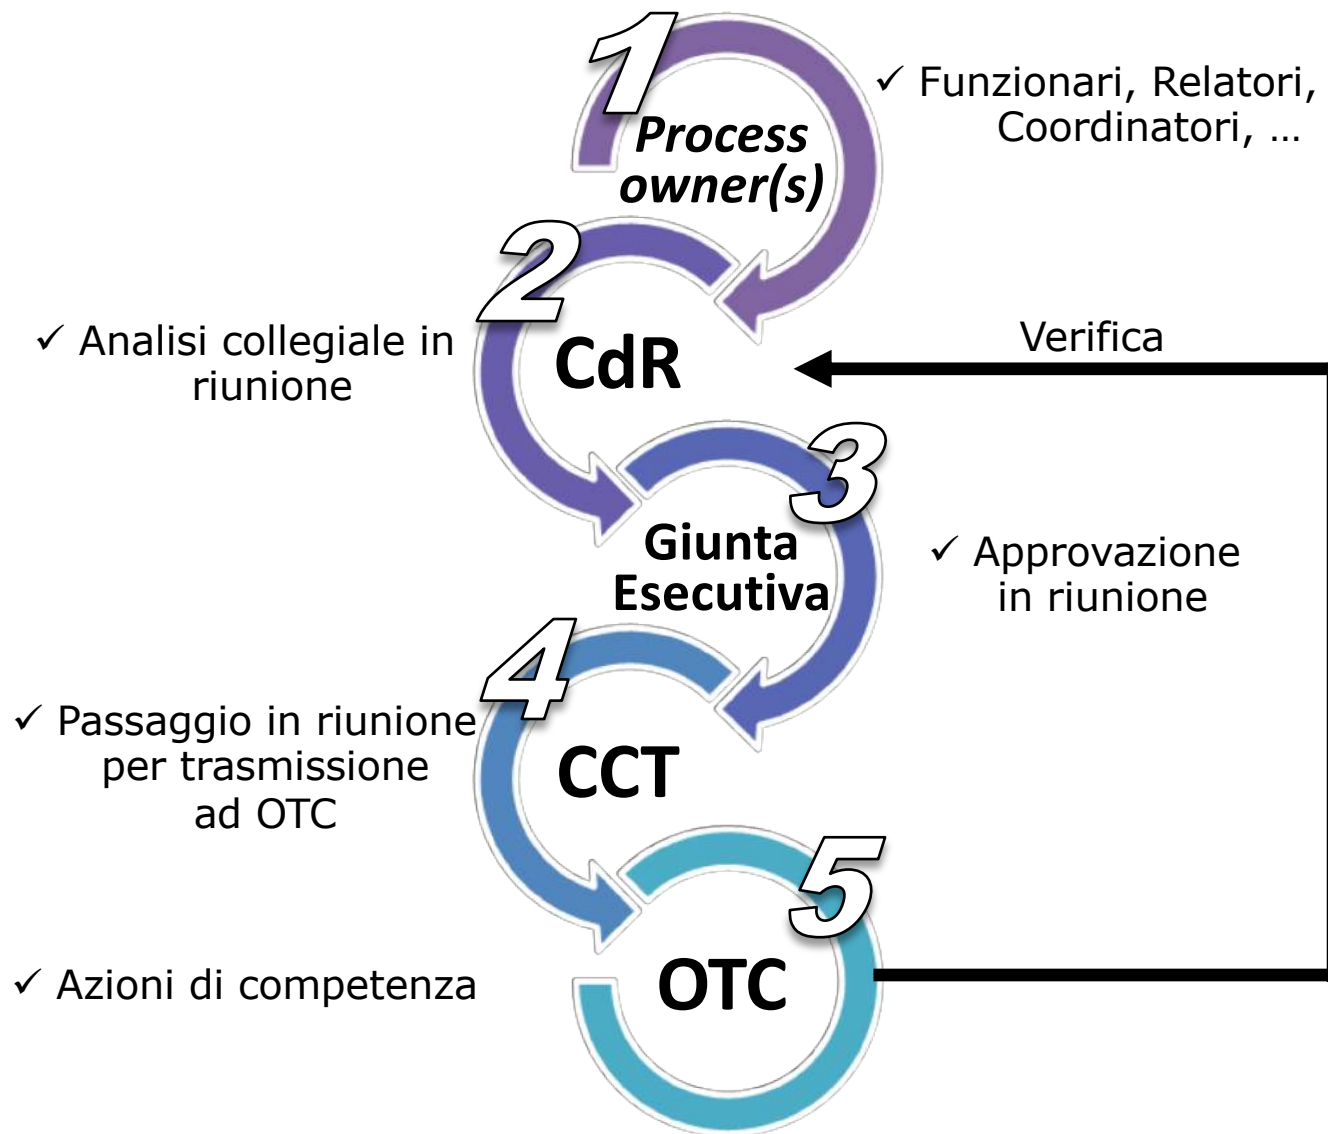 1
Process
owner(s)
✓ Funzionari, Relatori,
Coordinatori, ...
2
CdR
✓ Analisi collegiale in
riunione
Verifica
3
Giunta
Esecutiva
✓ Approvazione
in riunione
4
CCT
✓ Passaggio in riunione
per trasmissione
ad OTC
5
OTC
✓ Azioni di competenza